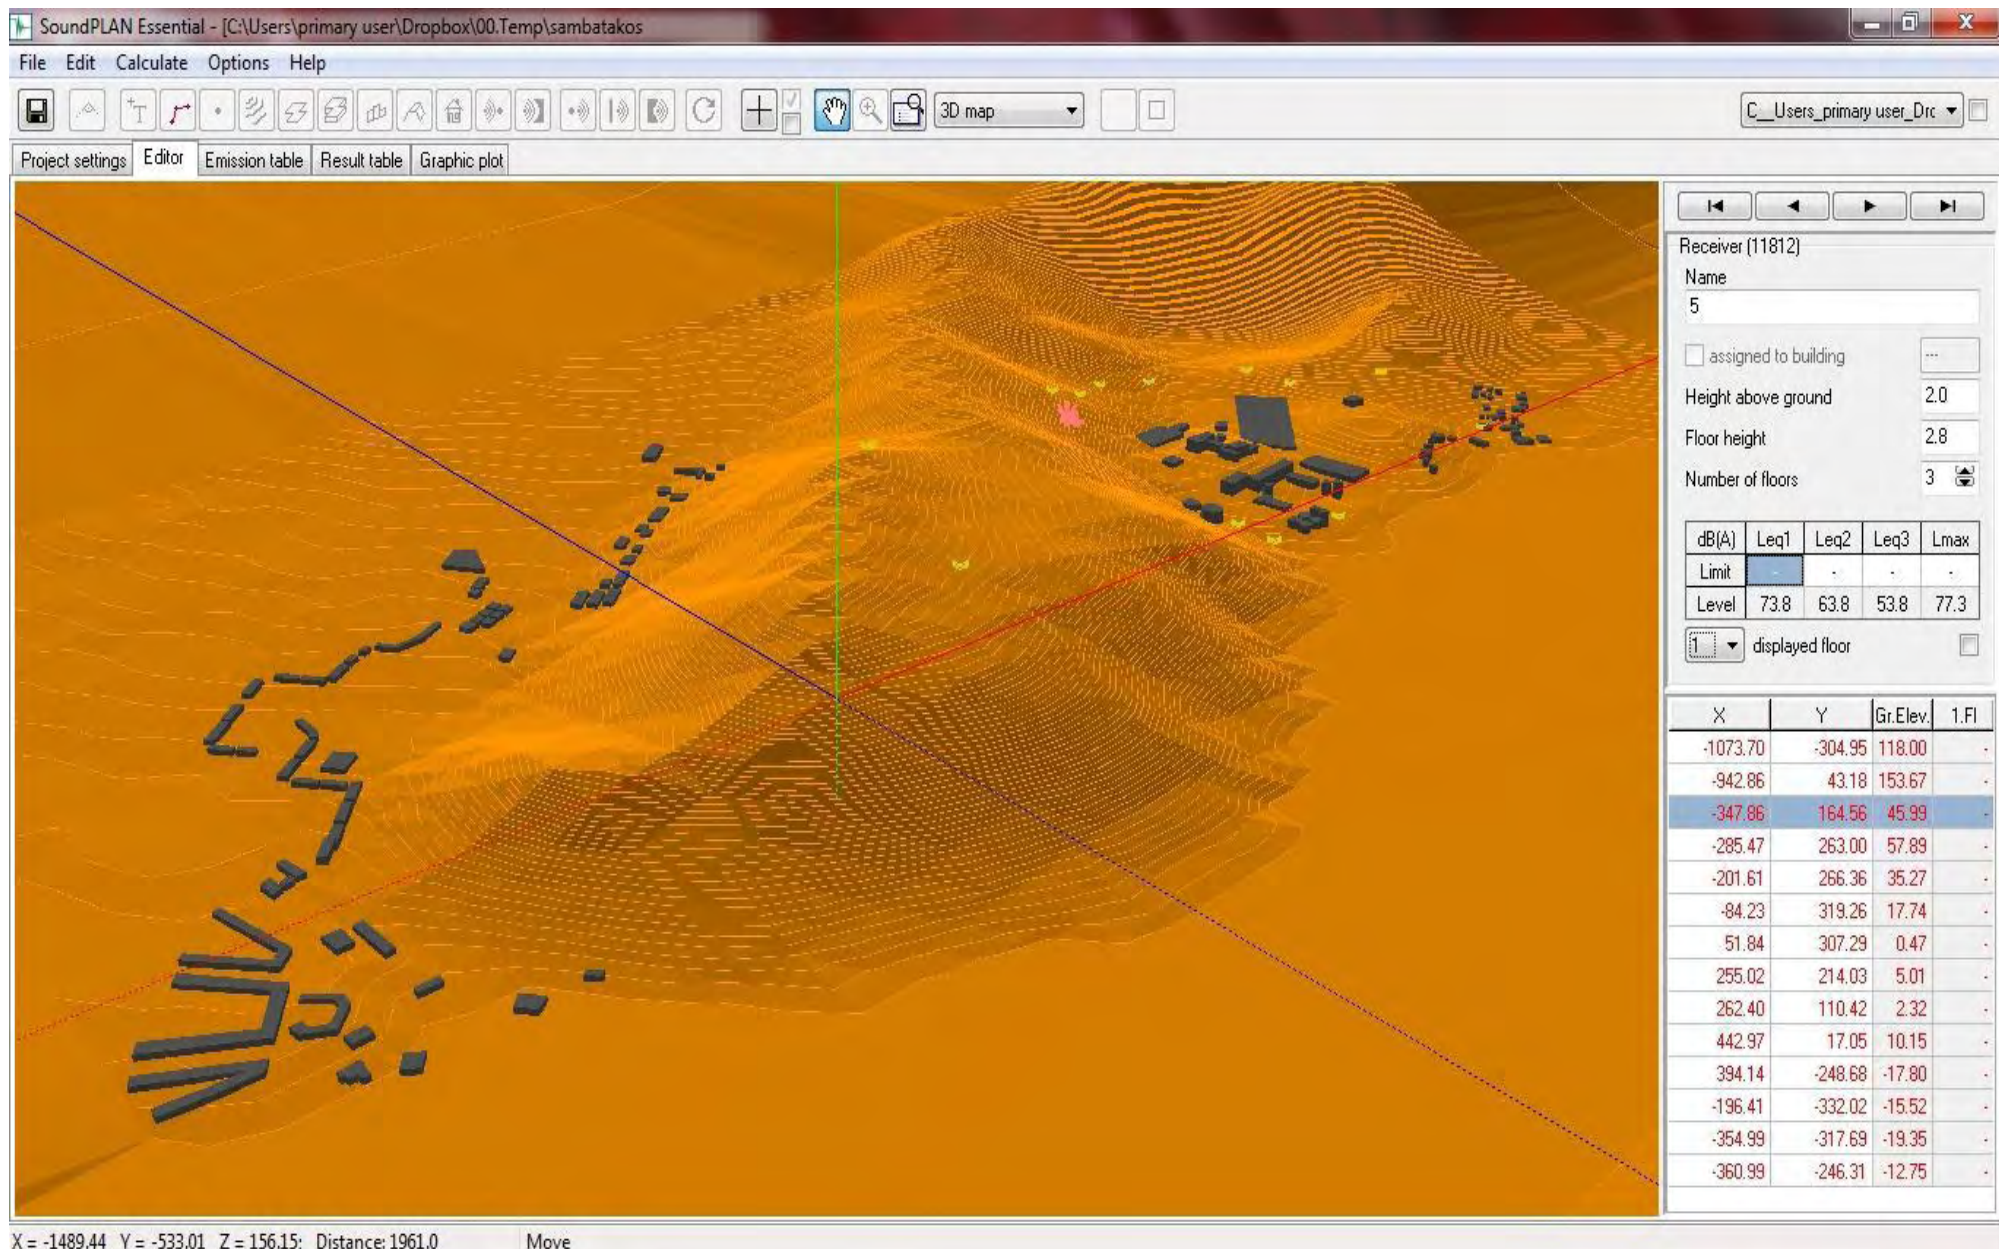 SoundPLAN Essential - [C:\Users\primary user\Dropbox\00.Temp\sambatakos
File Edit Calculate Options Help
3D map
C__Users_primary user_Drc
Project settings Editor Emission table Result table Graphic plot
Receiver (11812)
Name
5
assigned to building ---
Height above ground 2.0
Floor height 2.8
Number of floors 3
dB(A) Leq1 Leq2 Leq3 Lmax
Limit - - - -
Level 73.8 63.8 53.8 77.3
1 displayed floor
X Y Gr.Elev. 1.Fl
-1073.70 -304.95 118.00 -
-942.86 43.18 153.67 -
-347.86 164.56 45.99 -
-285.47 263.00 57.89 -
-201.61 266.36 35.27 -
-84.23 319.26 17.74 -
51.84 307.29 0.47 -
255.02 214.03 5.01 -
262.40 110.42 2.32 -
442.97 17.05 10.15 -
394.14 -248.68 -17.80 -
-196.41 -332.02 -15.52 -
-354.99 -317.69 -19.35 -
-360.99 -246.31 -12.75 -
X = -1489.44 Y = -533.01 Z = 156.15; Distance: 1961.0 Move